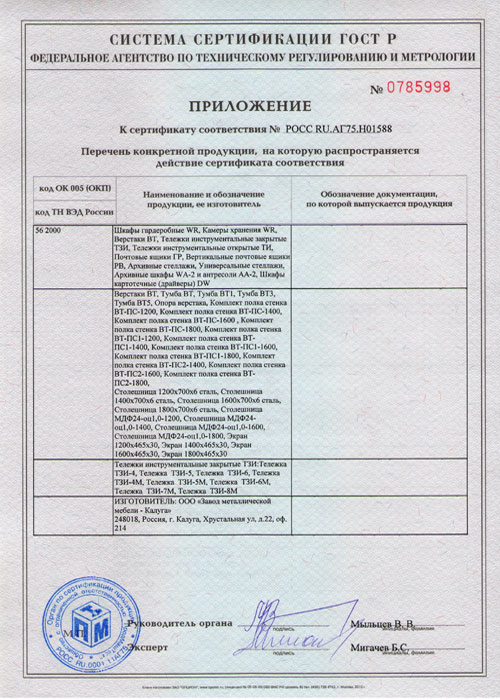 СИСТЕМА СЕРТИФИКАЦИИ ГОСТ Р
ФЕДЕРАЛЬНОЕ АГЕНТСТВО ПО ТЕХНИЧЕСКОМУ РЕГУЛИРОВАНИЮ И МЕТРОЛОГИИ
№ 0785998
ПРИЛОЖЕНИЕ
К сертификату соответствия № РОСС RU.АГ75.Н01588
Перечень конкретной продукции, на которую распространяется
действие сертификата соответствия
код ОК 005 (ОКП)
код ТН ВЭД России
Наименование и обозначение
продукции, ее изготовитель
Обозначение документации,
по которой выпускается продукция
56 2000
Шкафы гардеробные WR, Камеры хранения WR,
Верстаки ВТ, Тележки инструментальные закрытые
ТЗИ, Тележки инструментальные открытые ТИ,
Почтовые ящики ГР, Вертикальные почтовые ящики
РВ, Архивные стеллажи, Универсальные стеллажи,
Архивные шкафы WA-2 и антресоли AA-2, Шкафы
картотечные (драйверы) DW
Верстаки ВТ, Тумба ВТ, Тумба ВТ1, Тумба ВТ3,
Тумба ВТ5, Опора верстака, Комплект полка стенка
ВТ-ПС-1200, Комплект полка стенка ВТ-ПС-1400,
Комплект полка стенка ВТ-ПС-1600 , Комплект
полка стенка ВТ-ПС-1800, Комплект полка стенка
ВТ-ПС1-1200, Комплект полка стенка ВТ-
ПС1-1400, Комплект полка стенка ВТ-ПС1-1600,
Комплект полка стенка ВТ-ПС1-1800, Комплект
полка стенка ВТ-ПС2-1400, Комплект полка стенка
ВТ-ПС2-1600, Комплект полка стенка ВТ-
ПС2-1800,
Столешница 1200х700х6 сталь, Столешница
1400х700х6 сталь, Столешница 1600х700х6 сталь,
Столешница 1800х700х6 сталь, Столешница
МДФ24-оц1,0-1200, Столешница МДФ24-
оц1,0-1400, Столешница МДФ24-оц1,0-1600,
Столешница МДФ24-оц1,0-1800, Экран
1200х465х30, Экран 1400х465х30, Экран
1600х465х30, Экран 1800х465х30
Тележки инструментальные закрытые ТЗИ:Тележка
ТЗИ-4, Тележка ТЗИ-5, Тележка ТЗИ-6, Тележка
ТЗИ-4М, Тележка ТЗИ-5М, Тележка ТЗИ-6М,
Тележка ТЗИ-7М, Тележка ТЗИ-8М
ИЗГОТОВИТЕЛЬ: ООО «Завод металлической
мебели - Калуга»
248018, Россия, г. Калуга, Хрустальная ул, д.22, оф.
214
М.П.
Руководитель органа
подпись
Мыльцев В. В.
инициалы, фамилия
Эксперт
подпись
Мигачев Б.С.
инициалы, фамилия